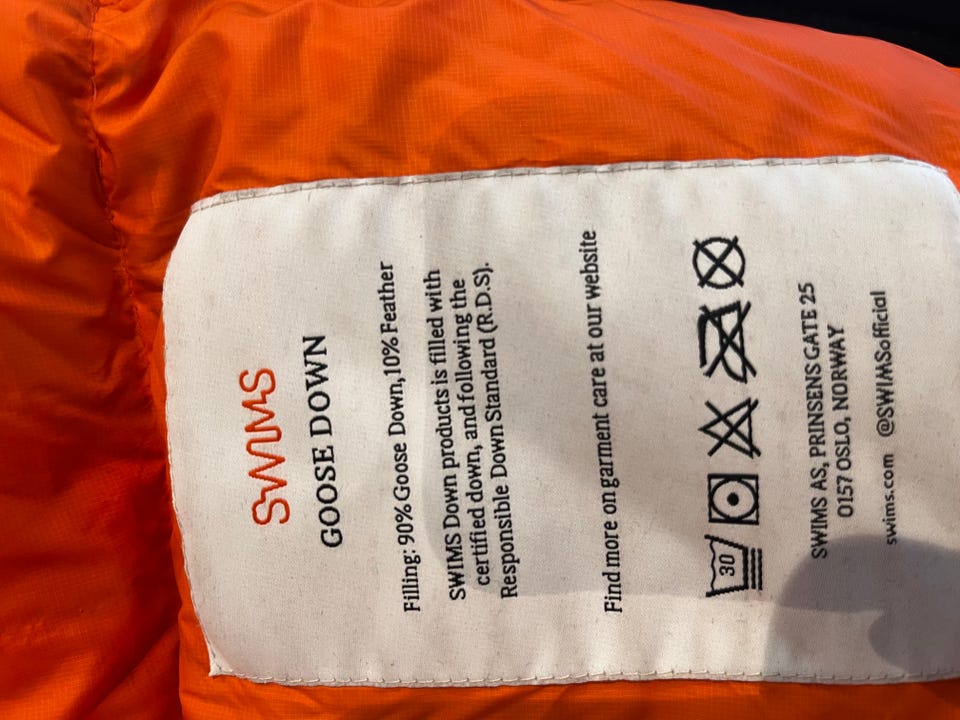 SWIMS
GOOSE DOWN
Filling: 90% Goose Down,10% Feather
SWIMS Down products is filled with
certified down, and following the
Responsible Down Standard (R.D.S).
Find more on garment care at our website
30
SWIMS AS, PRINSENS GATE 25
0157 OSLO, NORWAY
swims.com @SWIMSofficial